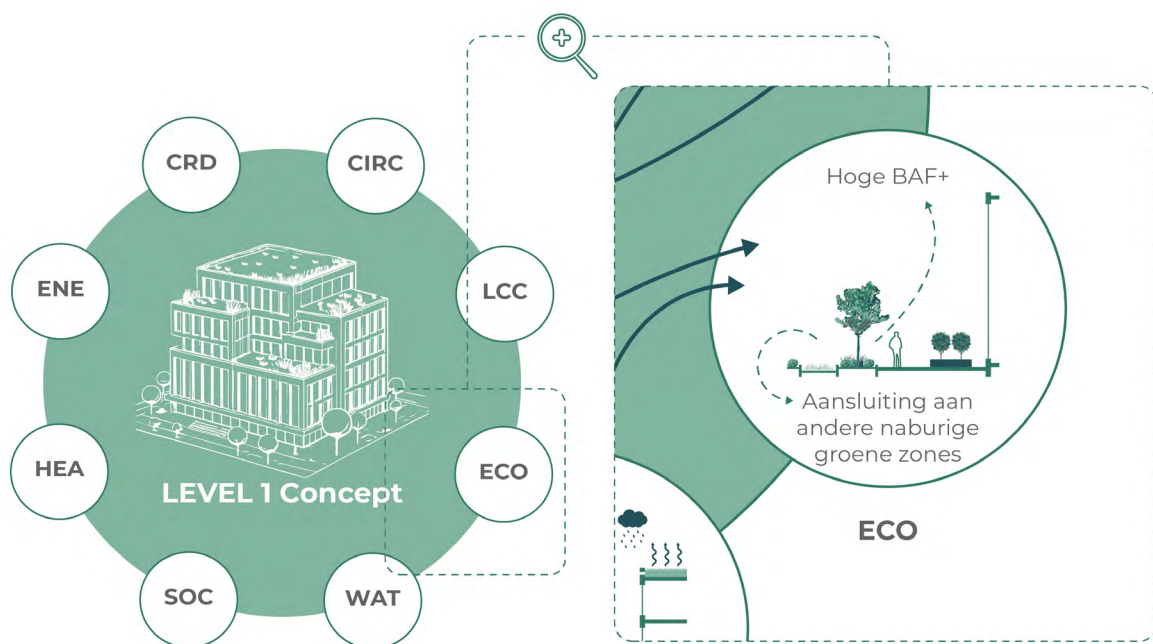 CRD
CIRC
ENE
LCC
HEA
ECO
SOC
WAT
LEVEL 1 Concept
Hoge BAF+
Aansluiting aan
andere naburige
groene zones
ECO